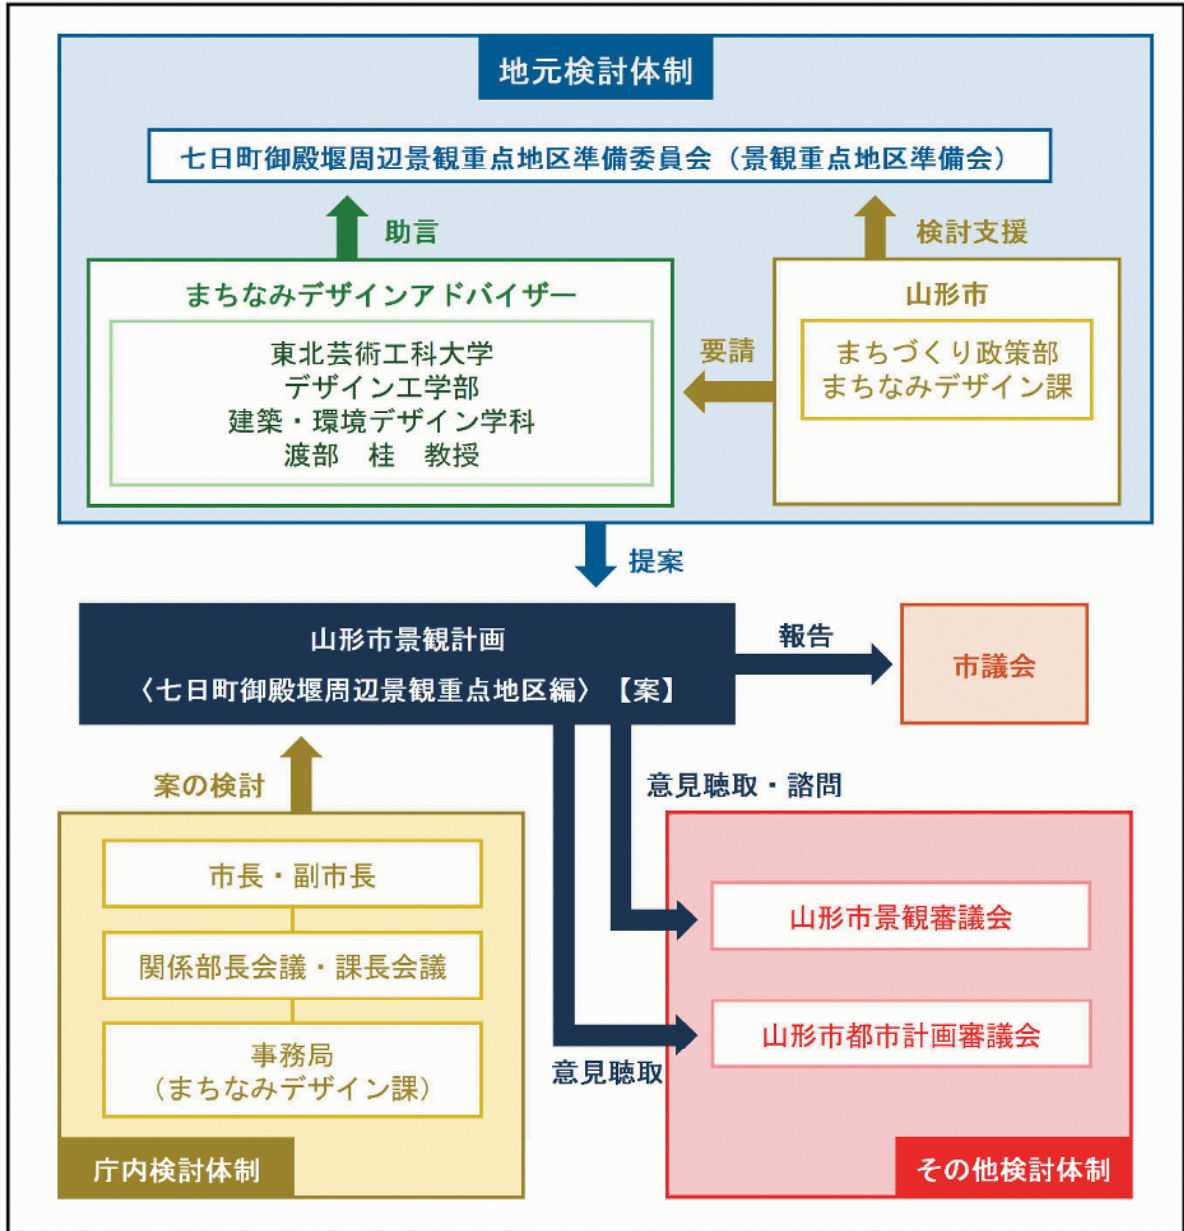 地元検討体制
七日町御殿堰周辺景観重点地区準備委員会(景観重点地区準備会)
助言
検討支援
まちなみデザインアドバイザー
東北芸術工科大学
デザイン工学部
建築・環境デザイン学科
渡部 桂 教授
要請
山形市
まちづくり政策部
まちなみデザイン課
提案
山形市景観計画
〈七日町御殿堰周辺景観重点地区編〉【案】
報告
市議会
案の検討
意見聴取・諮問
市長・副市長
関係部長会議・課長会議
事務局
(まちなみデザイン課)
庁内検討体制
山形市景観審議会
山形市都市計画審議会
意見聴取
その他検討体制